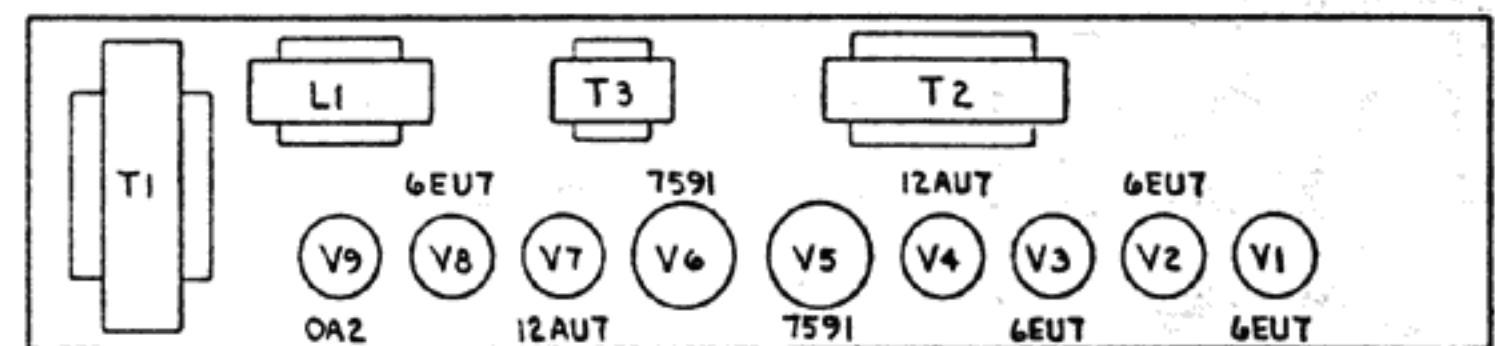 L1 T3 T2
T1
6EU7 7591 12AU7 6EU7
V9 V8 V7 V6 V5 V4 V3 V2 V1
OA2 12AU7 7591 6EU7 6EU7